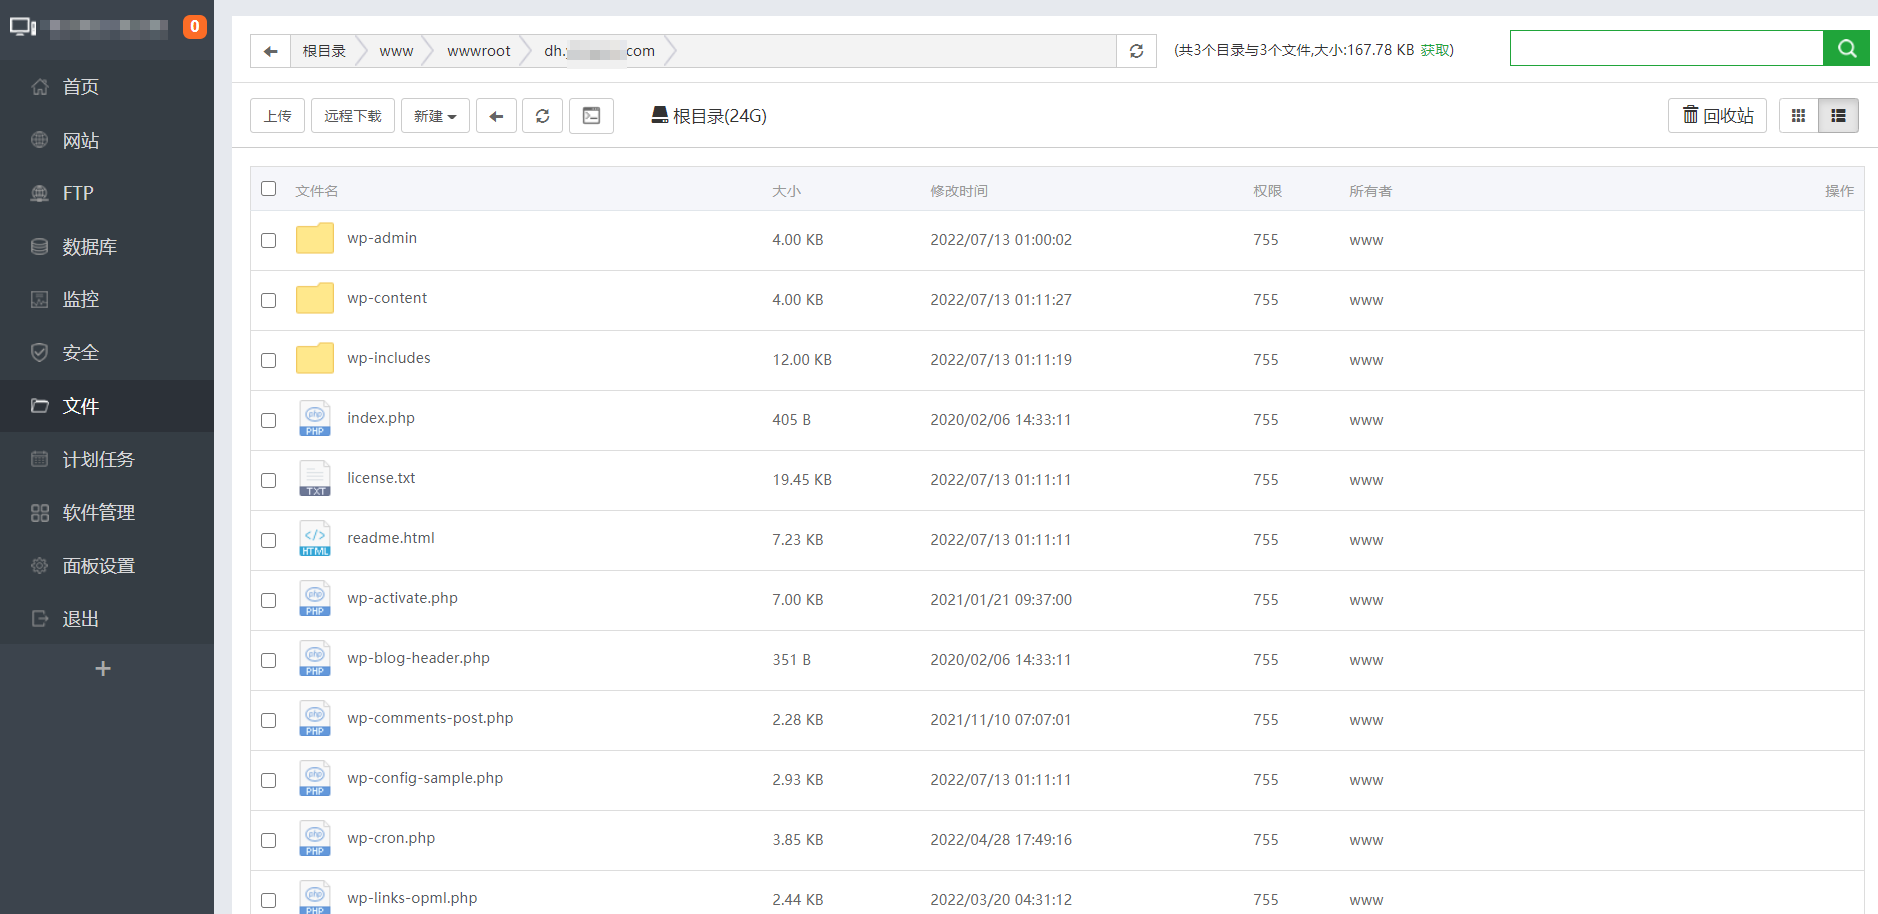 0
首页
网站
FTP
数据库
监控
安全
文件
计划任务
软件管理
面板设置
退出
根目录 www wwwroot dh. com (共3个目录与3个文件,大小:167.78 KB 获取)
上传 远程下载 新建 根目录(24G) 回收站
文件名 大小 修改时间 权限 所有者 操作
wp-admin 4.00 KB 2022/07/13 01:00:02 755 www
wp-content 4.00 KB 2022/07/13 01:11:27 755 www
wp-includes 12.00 KB 2022/07/13 01:11:19 755 www
PHP index.php 405 B 2020/02/06 14:33:11 755 www
TXT license.txt 19.45 KB 2022/07/13 01:11:11 755 www
HTML readme.html 7.23 KB 2022/07/13 01:11:11 755 www
PHP wp-activate.php 7.00 KB 2021/01/21 09:37:00 755 www
PHP wp-blog-header.php 351 B 2020/02/06 14:33:11 755 www
PHP wp-comments-post.php 2.28 KB 2021/11/10 07:07:01 755 www
PHP wp-config-sample.php 2.93 KB 2022/07/13 01:11:11 755 www
PHP wp-cron.php 3.85 KB 2022/04/28 17:49:16 755 www
PHP wp-links-opml.php 2.44 KB 2022/03/20 04:31:12 755 www